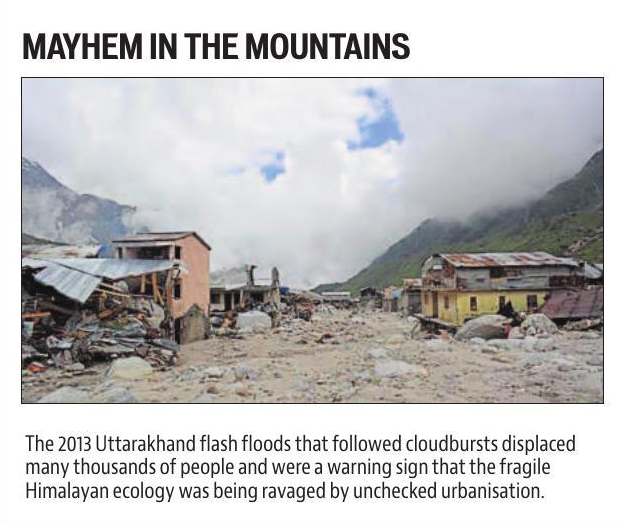 MAYHEM IN THE MOUNTAINS
The 2013 Uttarakhand flash floods that followed cloudbursts displaced
many thousands of people and were a warning sign that the fragile
Himalayan ecology was being ravaged by unchecked urbanisation.